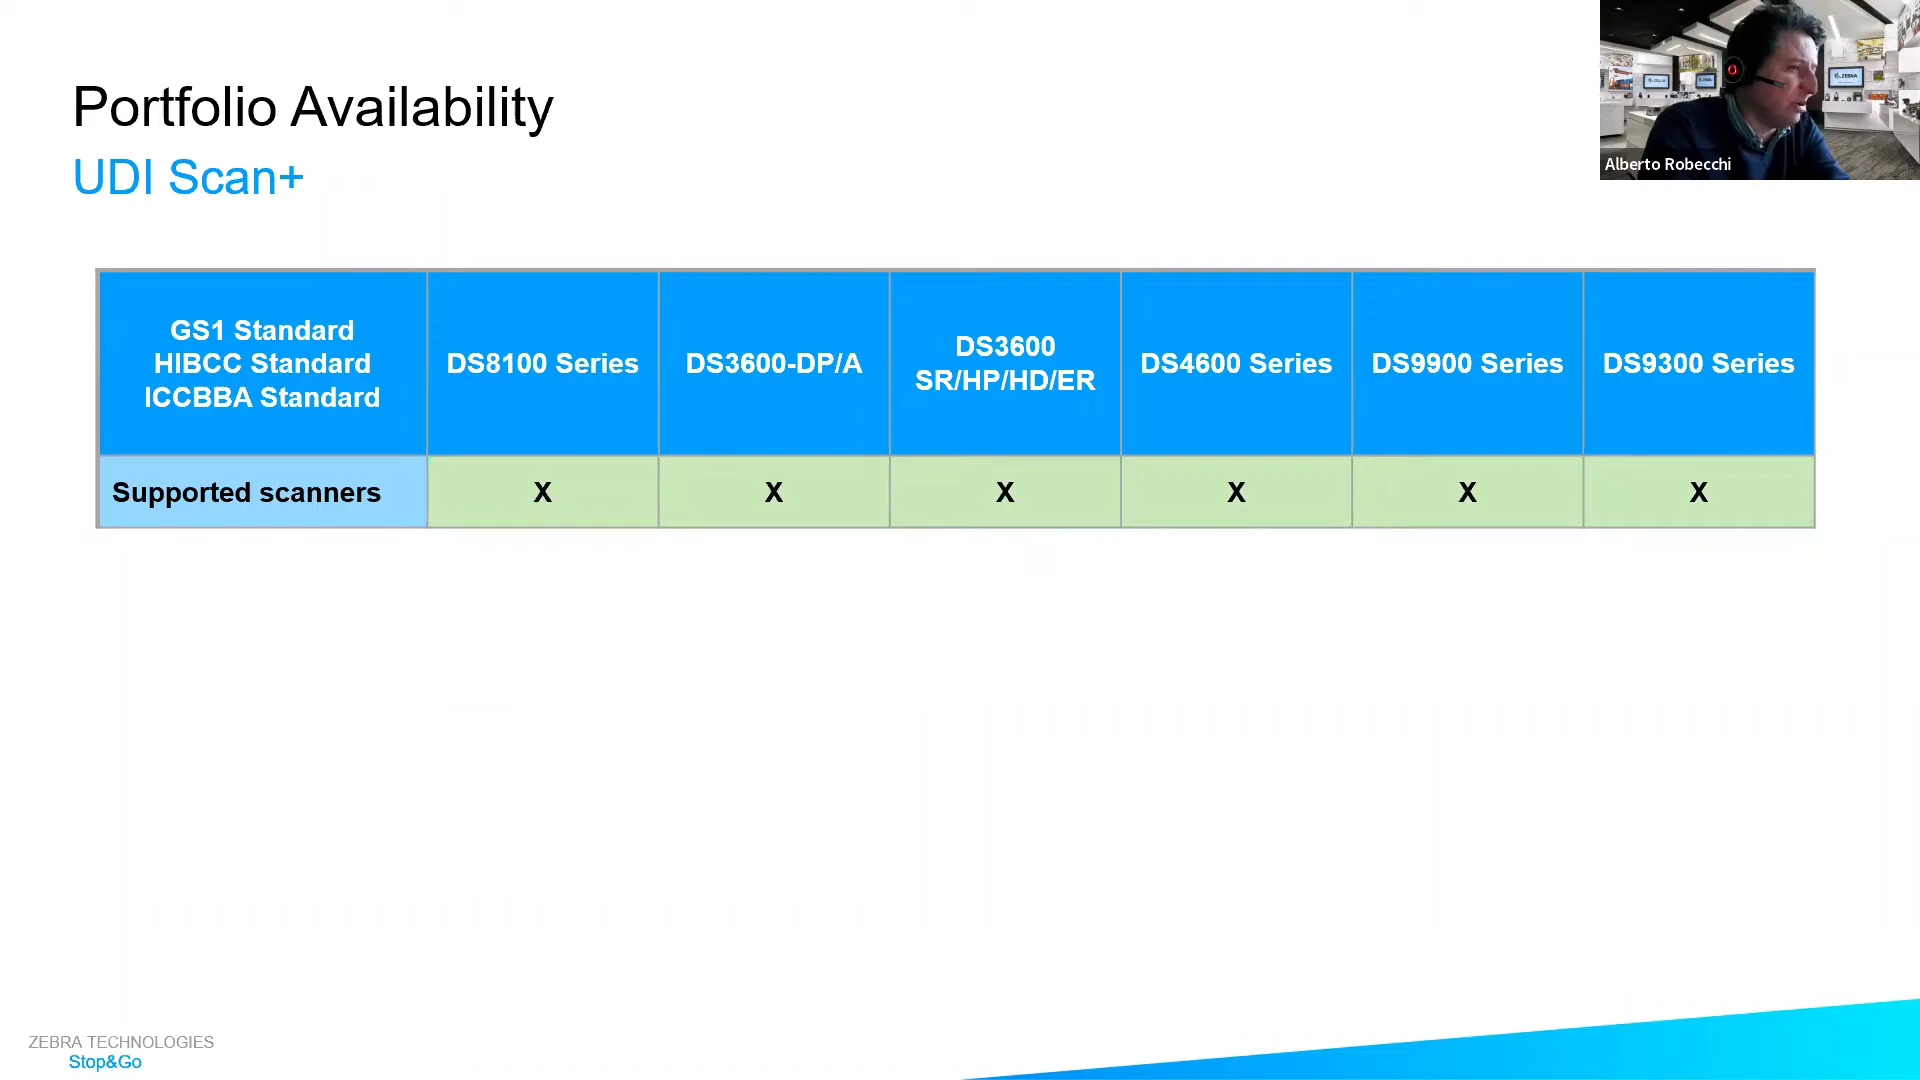 Portfolio Availability
UDI Scan+
Alberto Robecchi
GS1 Standard
HIBCC Standard
ICCBBA Standard
DS8100 Series
DS3600-DP/A
DS3600
SR/HP/HD/ER
DS4600 Series
DS9900 Series
DS9300 Series
Supported scanners
X
X
X
X
X
X
ZEBRA TECHNOLOGIES
Stop&Go